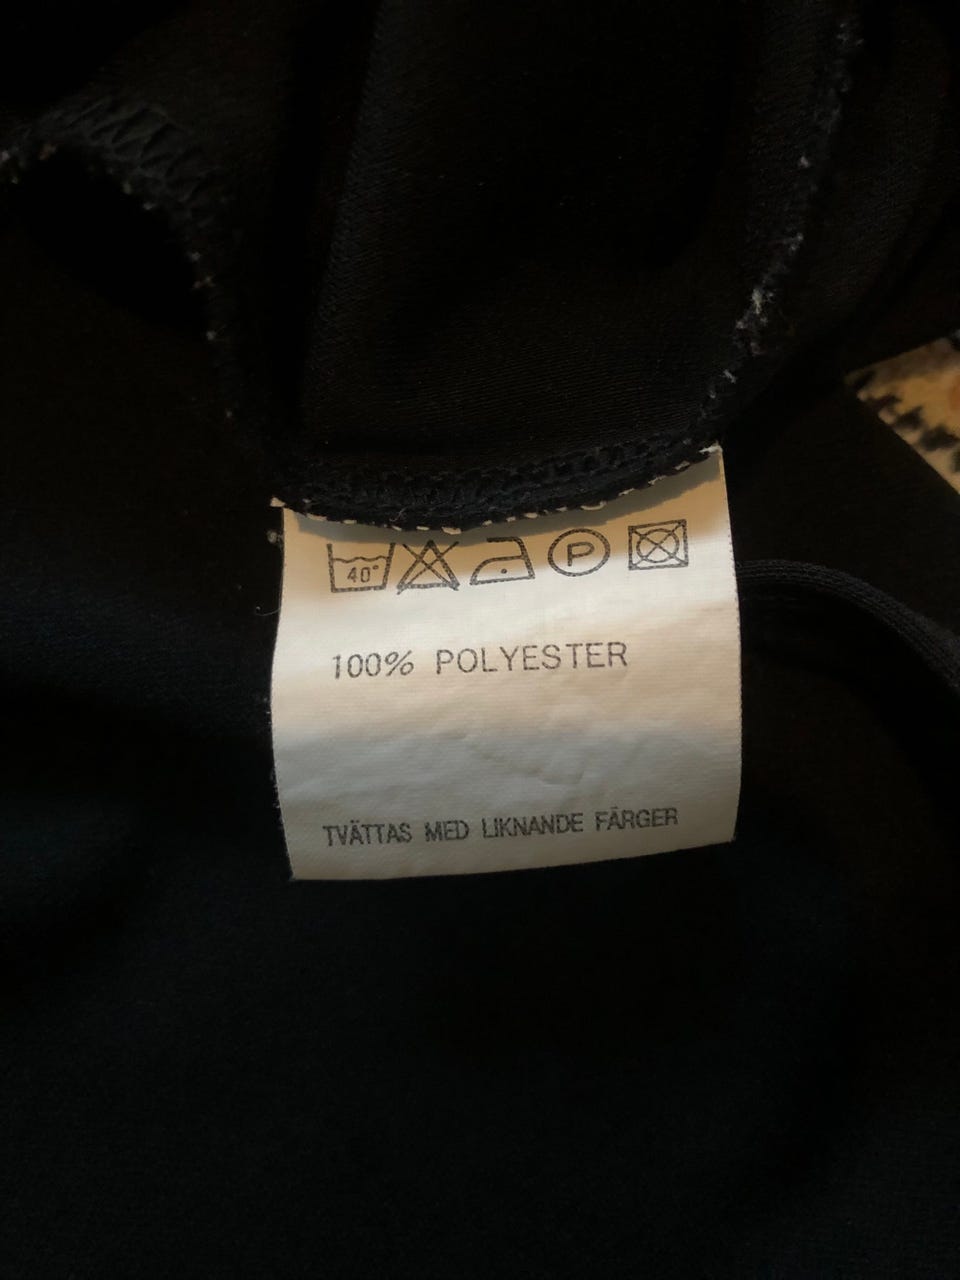 40° P
100% POLYESTER
TVÄTTAS MED LIKNANDE FÄRGER